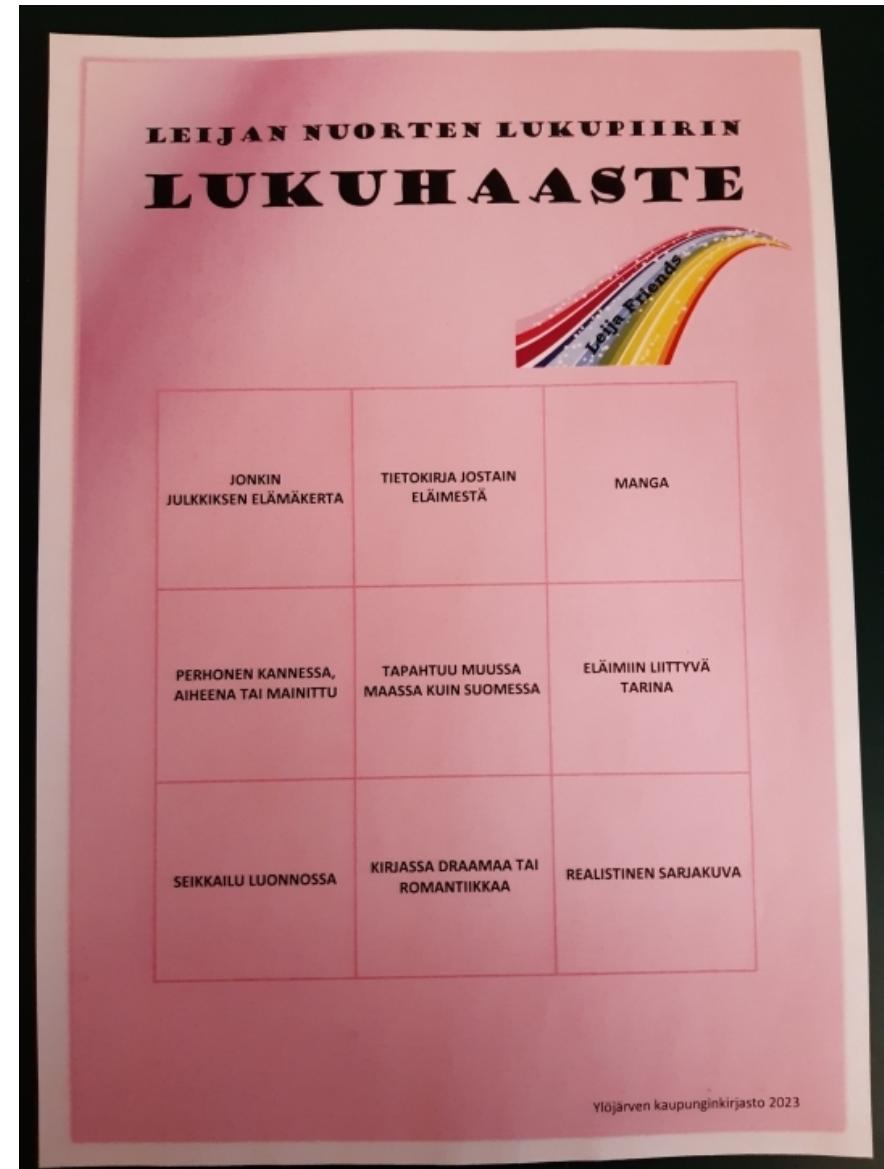 LEIJAN NUORTEN LUKUPIIRIN
LUKUHAASTE
Leija Friends
JONKIN
JULKKIKSEN ELÄMÄKERTA
TIETOKIRJA JOSTAIN
ELÄIMESTÄ
MANGA
PERHONEN KANNESSA,
AIHEENA TAI MAINITTU
TAPAHTUU MUUSSA
MAASSA KUIN SUOMESSA
ELÄIMIIN LIITTYVÄ
TARINA
SEIKKAILU LUONNOSSA
KIRJASSA DRAAMAA TAI
ROMANTIIKKAA
REALISTINEN SARJAKUVA
Ylöjärven kaupunginkirjasto 2023